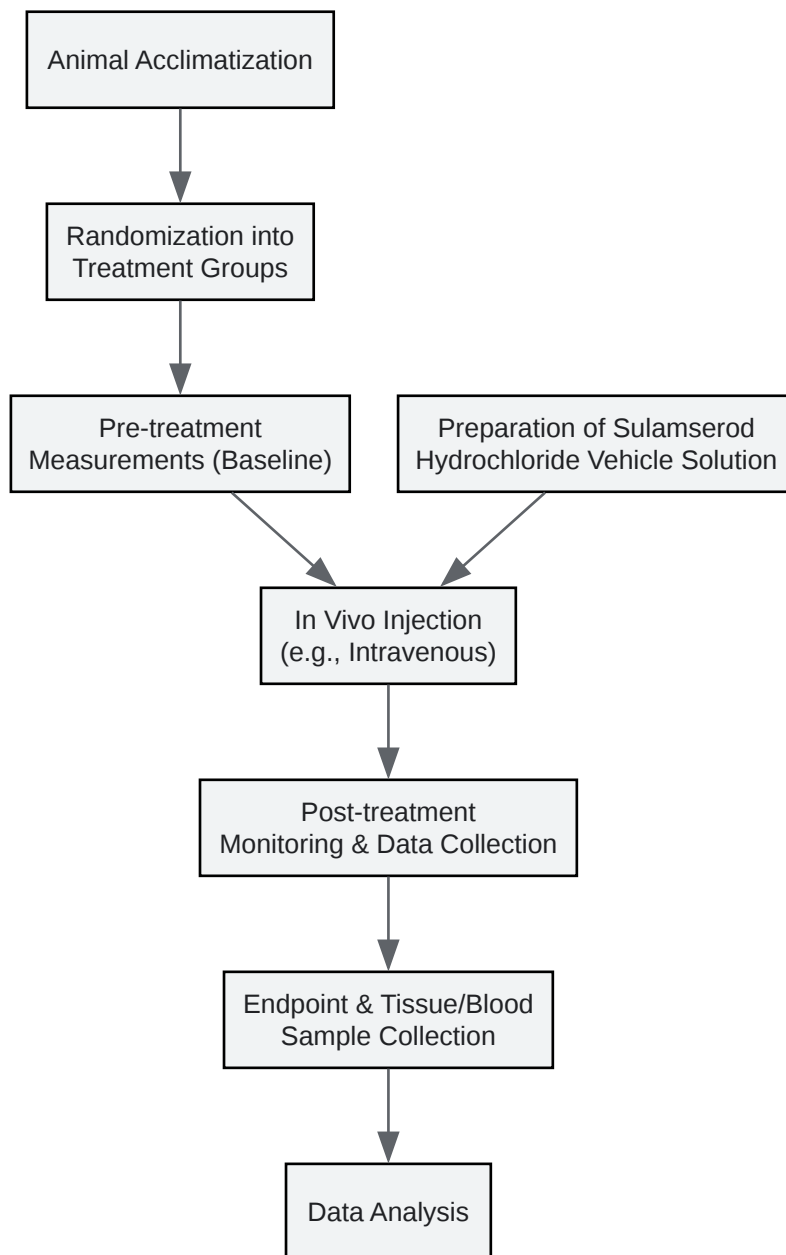 Animal Acclimatization
Randomization into
Treatment Groups
Pre-treatment
Measurements (Baseline)
Preparation of Sulamserod
Hydrochloride Vehicle Solution
In Vivo Injection
(e.g., Intravenous)
Post-treatment
Monitoring & Data Collection
Endpoint & Tissue/Blood
Sample Collection
Data Analysis